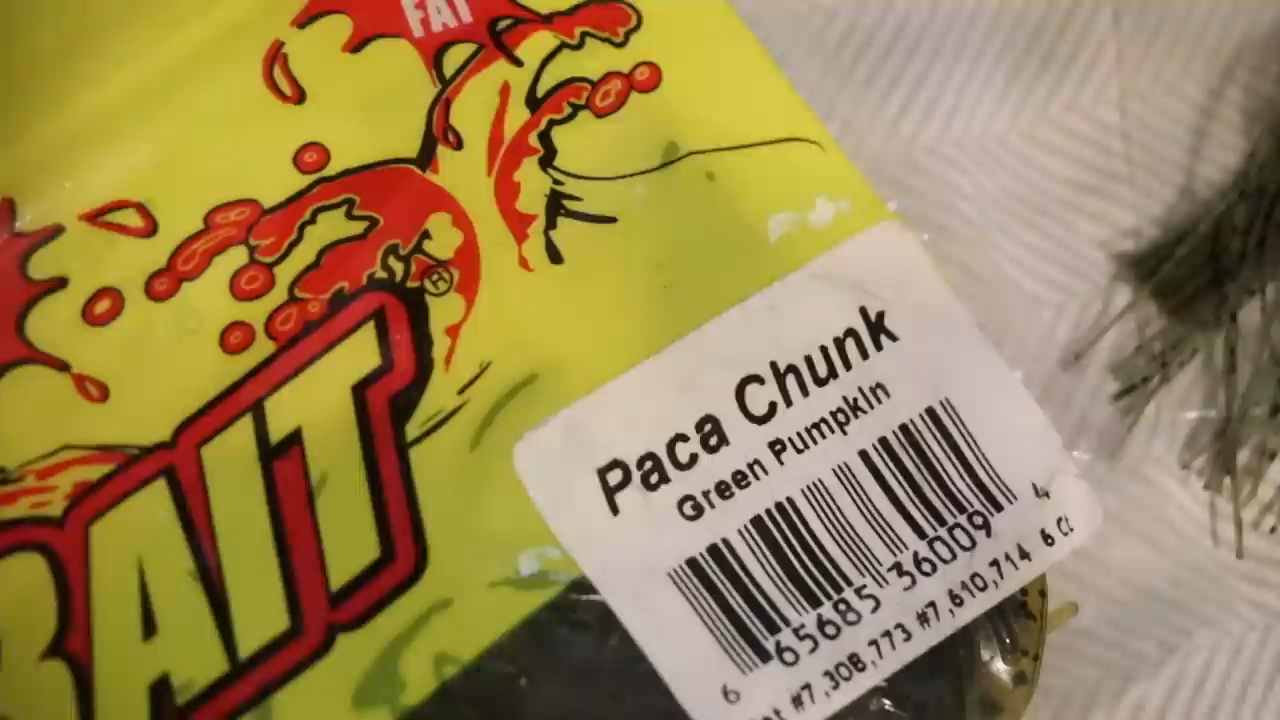 FAT
®
BAIT
Paca Chunk
Green Pumpkin
6 65685 36009 4
#7,308,773 #7,610,714 6 Ct